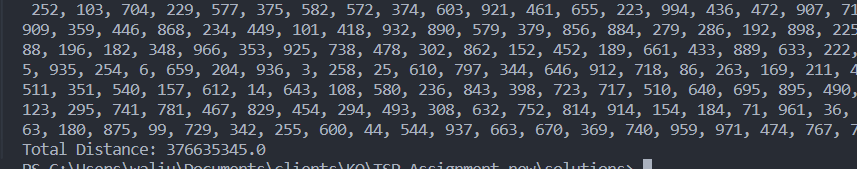 252, 103, 704, 229, 577, 375, 582, 572, 374, 603, 921, 461, 655, 223, 994, 436, 472, 907, 71
909, 359, 446, 868, 234, 449, 101, 418, 932, 890, 579, 379, 856, 884, 279, 286, 192, 898, 225
88, 196, 182, 348, 966, 353, 925, 738, 478, 302, 862, 152, 452, 189, 661, 433, 889, 633, 222,
5, 935, 254, 6, 659, 204, 936, 3, 258, 25, 610, 797, 344, 646, 912, 718, 86, 263, 169, 211, 4
511, 351, 540, 157, 612, 14, 643, 108, 580, 236, 843, 398, 723, 717, 510, 640, 695, 895, 490,
123, 295, 741, 781, 467, 829, 454, 294, 493, 308, 632, 752, 814, 914, 154, 184, 71, 961, 36,
63, 180, 875, 99, 729, 342, 255, 600, 44, 544, 937, 663, 670, 369, 740, 959, 971, 474, 767, 7
Total Distance: 376635345.0
PS C:\Users\waliu\Documents\clients\KO\TSP Assignment new\solutions>